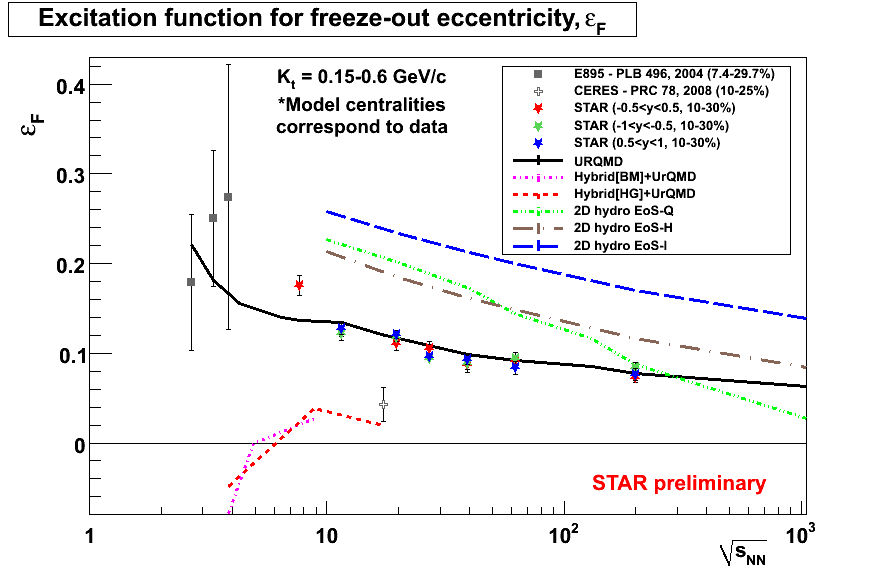 Excitation function for freeze-out eccentricity, εF
0.4
0.3
0.2
0.1
0
εF
Kt = 0.15-0.6 GeV/c
*Model centralities
correspond to data
E895 - PLB 496, 2004 (7.4-29.7%)
CERES - PRC 78, 2008 (10-25%)
STAR (-0.5<y<0.5, 10-30%)
STAR (-1<y<-0.5, 10-30%)
STAR (0.5<y<1, 10-30%)
URQMD
Hybrid[BM]+UrQMD
Hybrid[HG]+UrQMD
2D hydro EoS-Q
2D hydro EoS-H
2D hydro EoS-I
STAR preliminary
1 10 10² 10³
√sNN